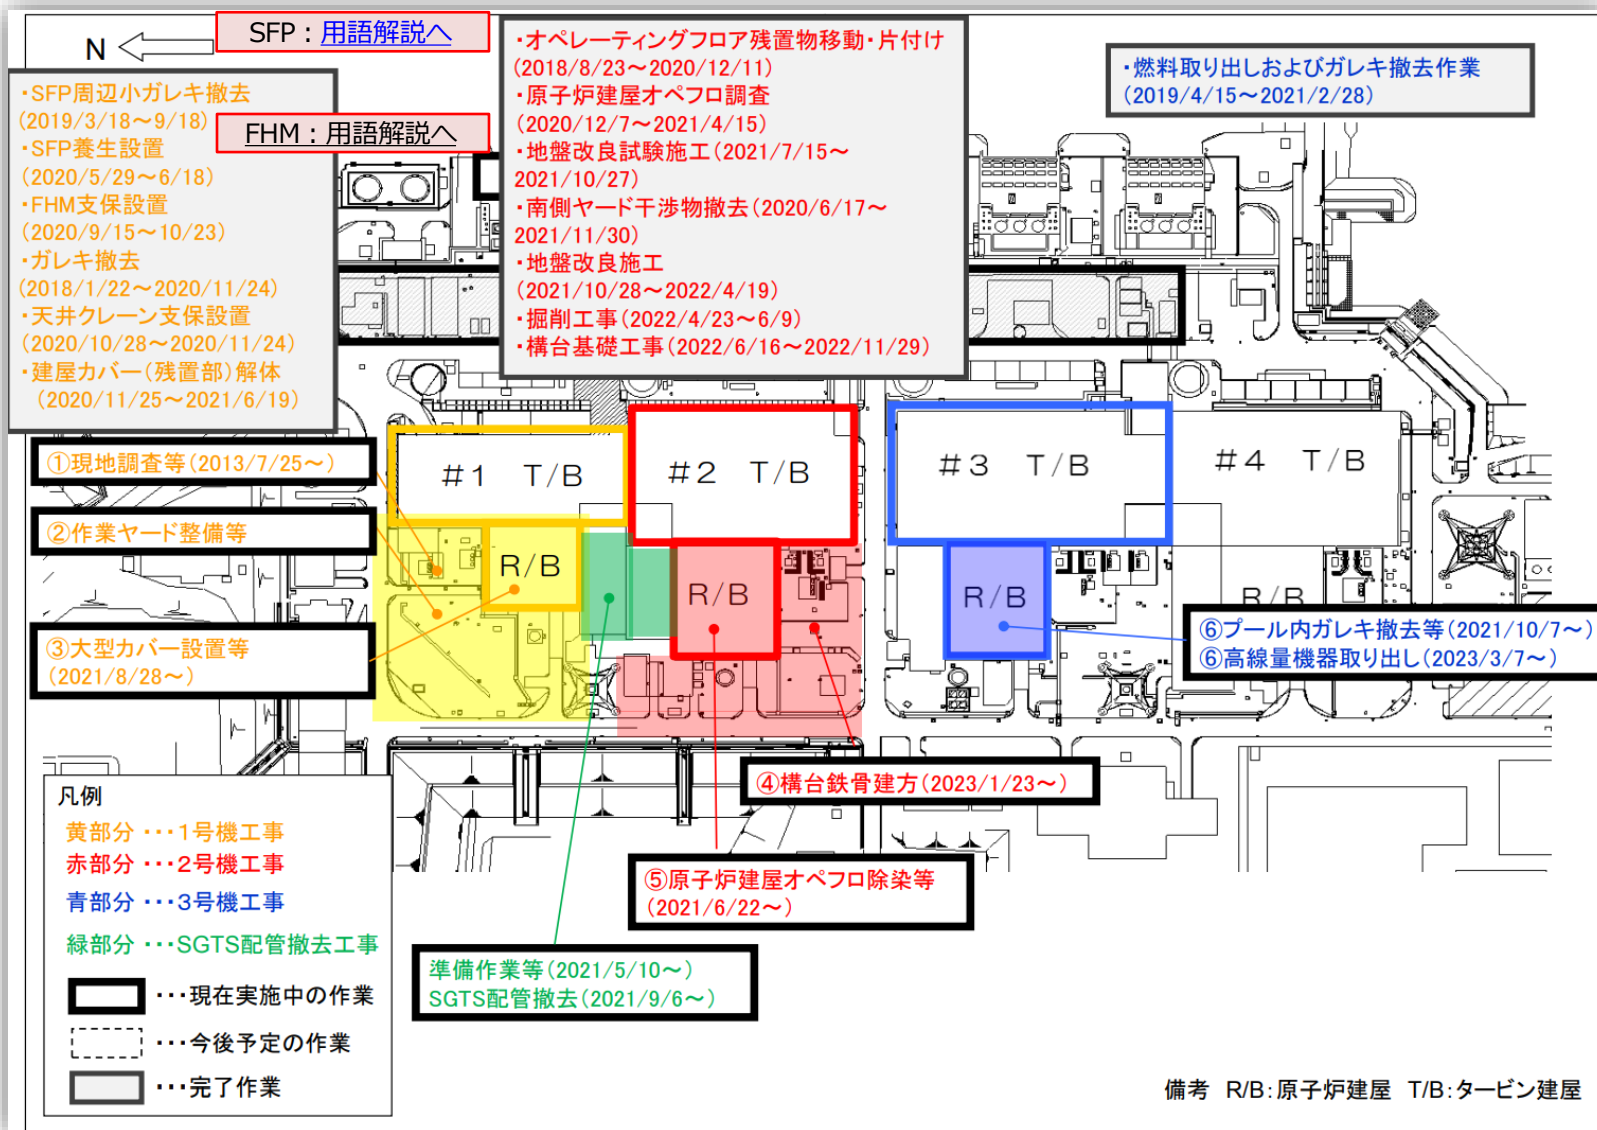 N
SFP：用語解説へ
・SFP周辺小ガレキ撤去
(2019/3/18～9/18)
FHM：用語解説へ
・SFP養生設置
(2020/5/29～6/18)
・FHM支保設置
(2020/9/15～10/23)
・ガレキ撤去
(2018/1/22～2020/11/24)
・天井クレーン支保設置
(2020/10/28～2020/11/24)
・建屋カバー(残置部)解体
(2020/11/25～2021/6/19)
・オペレーティングフロア残置物移動・片付け
(2018/8/23～2020/12/11)
・原子炉建屋オペフロ調査
(2020/12/7～2021/4/15)
・地盤改良試験施工(2021/7/15～
2021/10/27)
・南側ヤード干渉物撤去(2020/6/17～
2021/11/30)
・地盤改良施工
(2021/10/28～2022/4/19)
・掘削工事(2022/4/23～6/9)
・構台基礎工事(2022/6/16～2022/11/29)
・燃料取り出しおよびガレキ撤去作業
(2019/4/15～2021/2/28)
①現地調査等(2013/7/25～)
②作業ヤード整備等
③大型カバー設置等
(2021/8/28～)
#1 T/B
#2 T/B
#3 T/B
#4 T/B
R/B
R/B
R/B
R/B
⑥プール内ガレキ撤去等(2021/10/7～)
⑥高線量機器取り出し(2023/3/7～)
④構台鉄骨建方(2023/1/23～)
⑤原子炉建屋オペフロ除染等
(2021/6/22～)
準備作業等(2021/5/10～)
SGTS配管撤去(2021/9/6～)
凡例
黄部分 ・・・1号機工事
赤部分 ・・・2号機工事
青部分 ・・・3号機工事
緑部分 ・・・SGTS配管撤去工事
・・・現在実施中の作業
・・・今後予定の作業
・・・完了作業
備考 R/B：原子炉建屋 T/B：タービン建屋